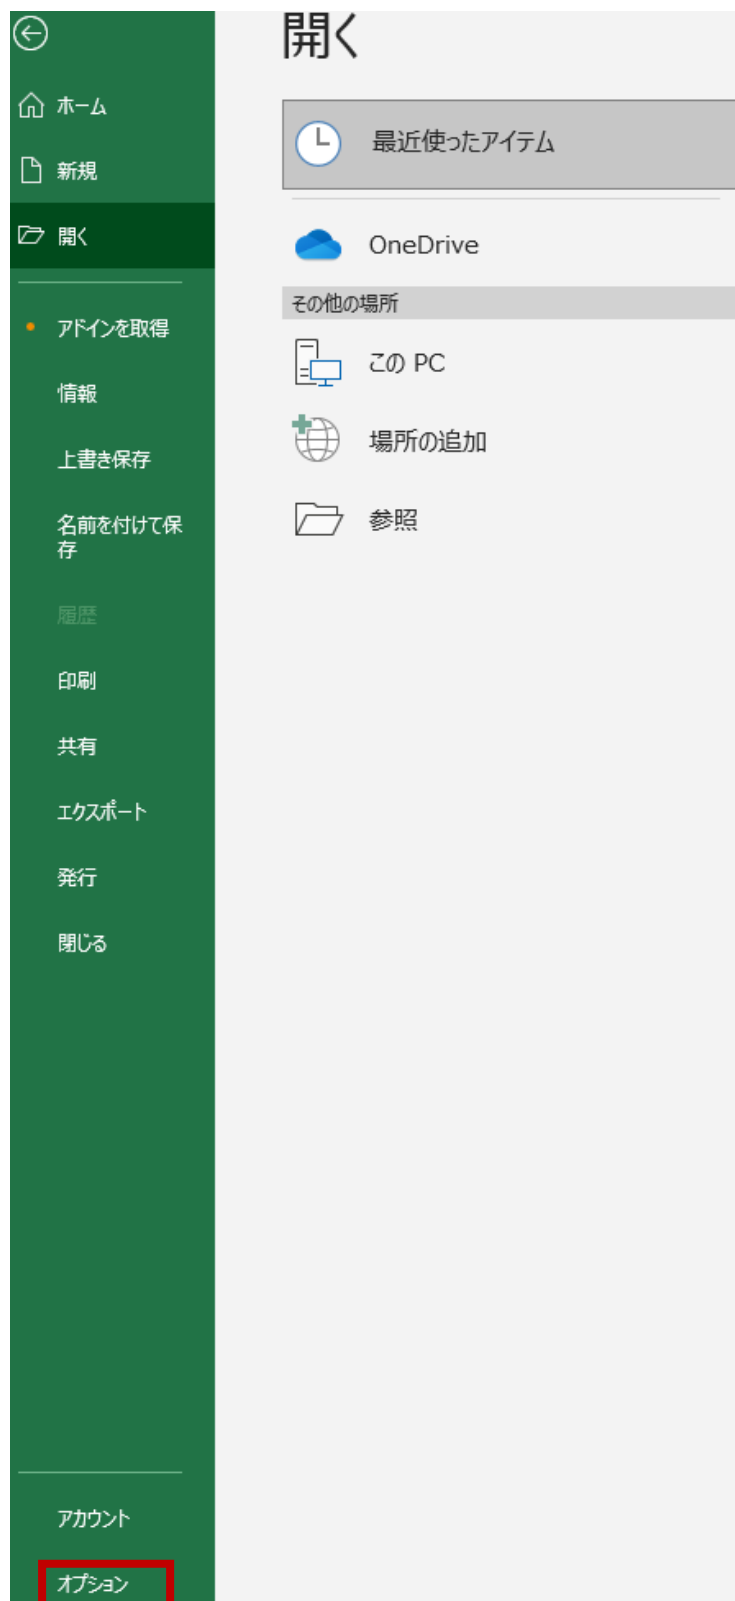 開く
ホーム
新規
開く
アドインを取得
情報
上書き保存
名前を付けて保
存
履歴
印刷
共有
エクスポート
発行
閉じる
アカウント
オプション
最近使ったアイテム
OneDrive
その他の場所
この PC
場所の追加
参照